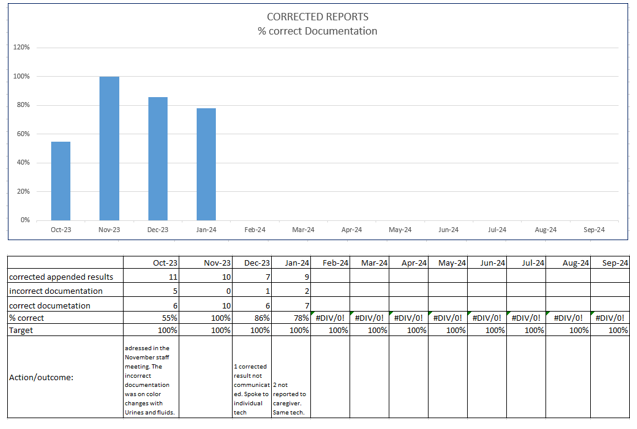 CORRECTED REPORTS
% correct Documentation
120%
100%
80%
60%
40%
20%
0%
Oct-23 Nov-23 Dec-23 Jan-24 Feb-24 Mar-24 Apr-24 May-24 Jun-24 Jul-24 Aug-24 Sep-24
Oct-23 Nov-23 Dec-23 Jan-24 Feb-24 Mar-24 Apr-24 May-24 Jun-24 Jul-24 Aug-24 Sep-24
corrected appended results 11 10 7 9
incorrect documentation 5 0 1 2
correct documetation 6 10 6 7
% correct 55% 100% 86% 78% #DIV/0! #DIV/0! #DIV/0! #DIV/0! #DIV/0! #DIV/0! #DIV/0! #DIV/0!
Target 100% 100% 100% 100% 100% 100% 100% 100% 100% 100% 100% 100%
Action/outcome:
adressed in the
November staff
meeting. The
incorrect
documentation
was on color
changes with
Urines and fluids.
1 corrected
result not
communicat
ed. Spoke to
individual
tech
2 not
reported to
caregiver.
Same tech.